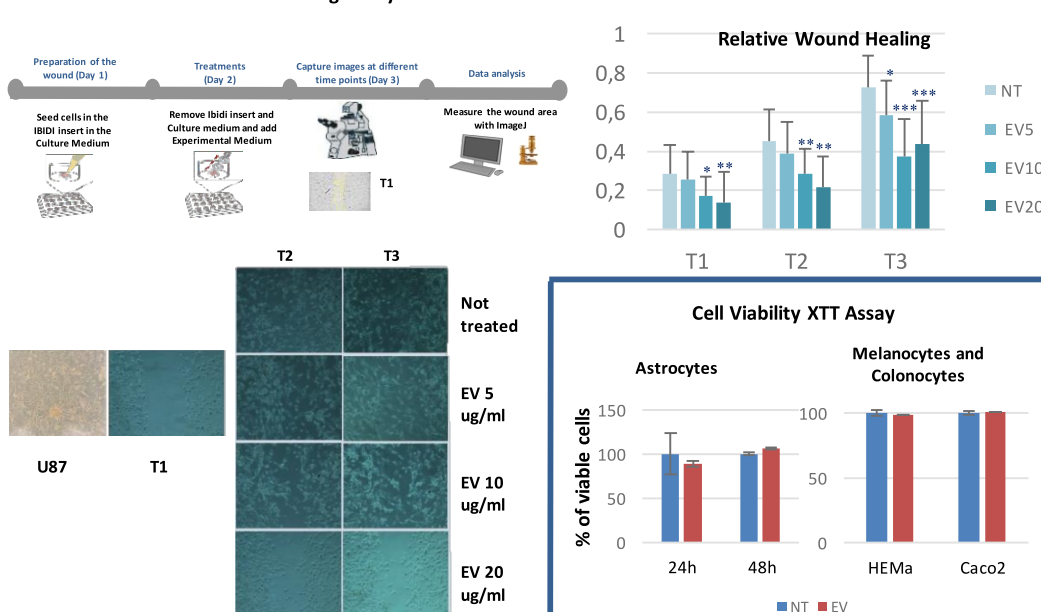 Preparation of the
wound (Day 1)
Treatments
(Day 2)
Capture images at different
time points (Day 3)
Data analysis
Seed cells in the
IBIDI insert in the
Culture Medium
Remove Ibidi insert and
Culture medium and add
Experimental Medium
T1
Measure the wound area
with ImageJ
Relative Wound Healing
1
0,8
0,6
0,4
0,2
0
*
**
**
**
*
***
***
T1
T2
T3
NT
EV5
EV10
EV20
T2
T3
Not
treated
EV 5
ug/ml
EV 10
ug/ml
EV 20
ug/ml
U87
T1
Cell Viability XTT Assay
Astrocytes
% of viable cells
150
100
50
0
24h
48h
Melanocytes and
Colonocytes
100
50
0
HEMa
Caco2
NT
EV